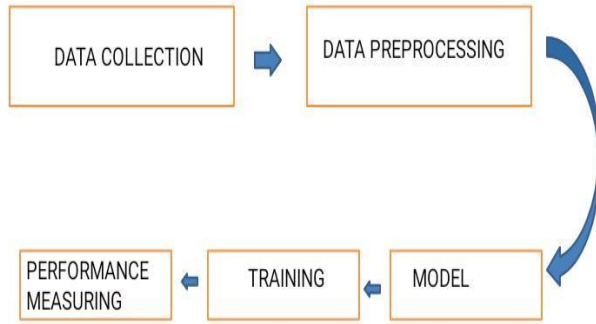 DATA COLLECTION
DATA PREPROCESSING
MODEL
TRAINING
PERFORMANCE
MEASURING